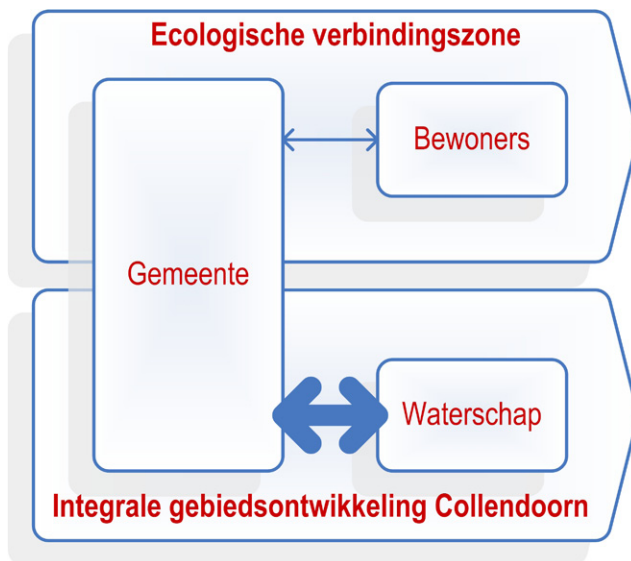 Ecologische verbindingszone
Bewoners
Gemeente
Waterschap
Integrale gebiedsontwikkeling Collendoorn